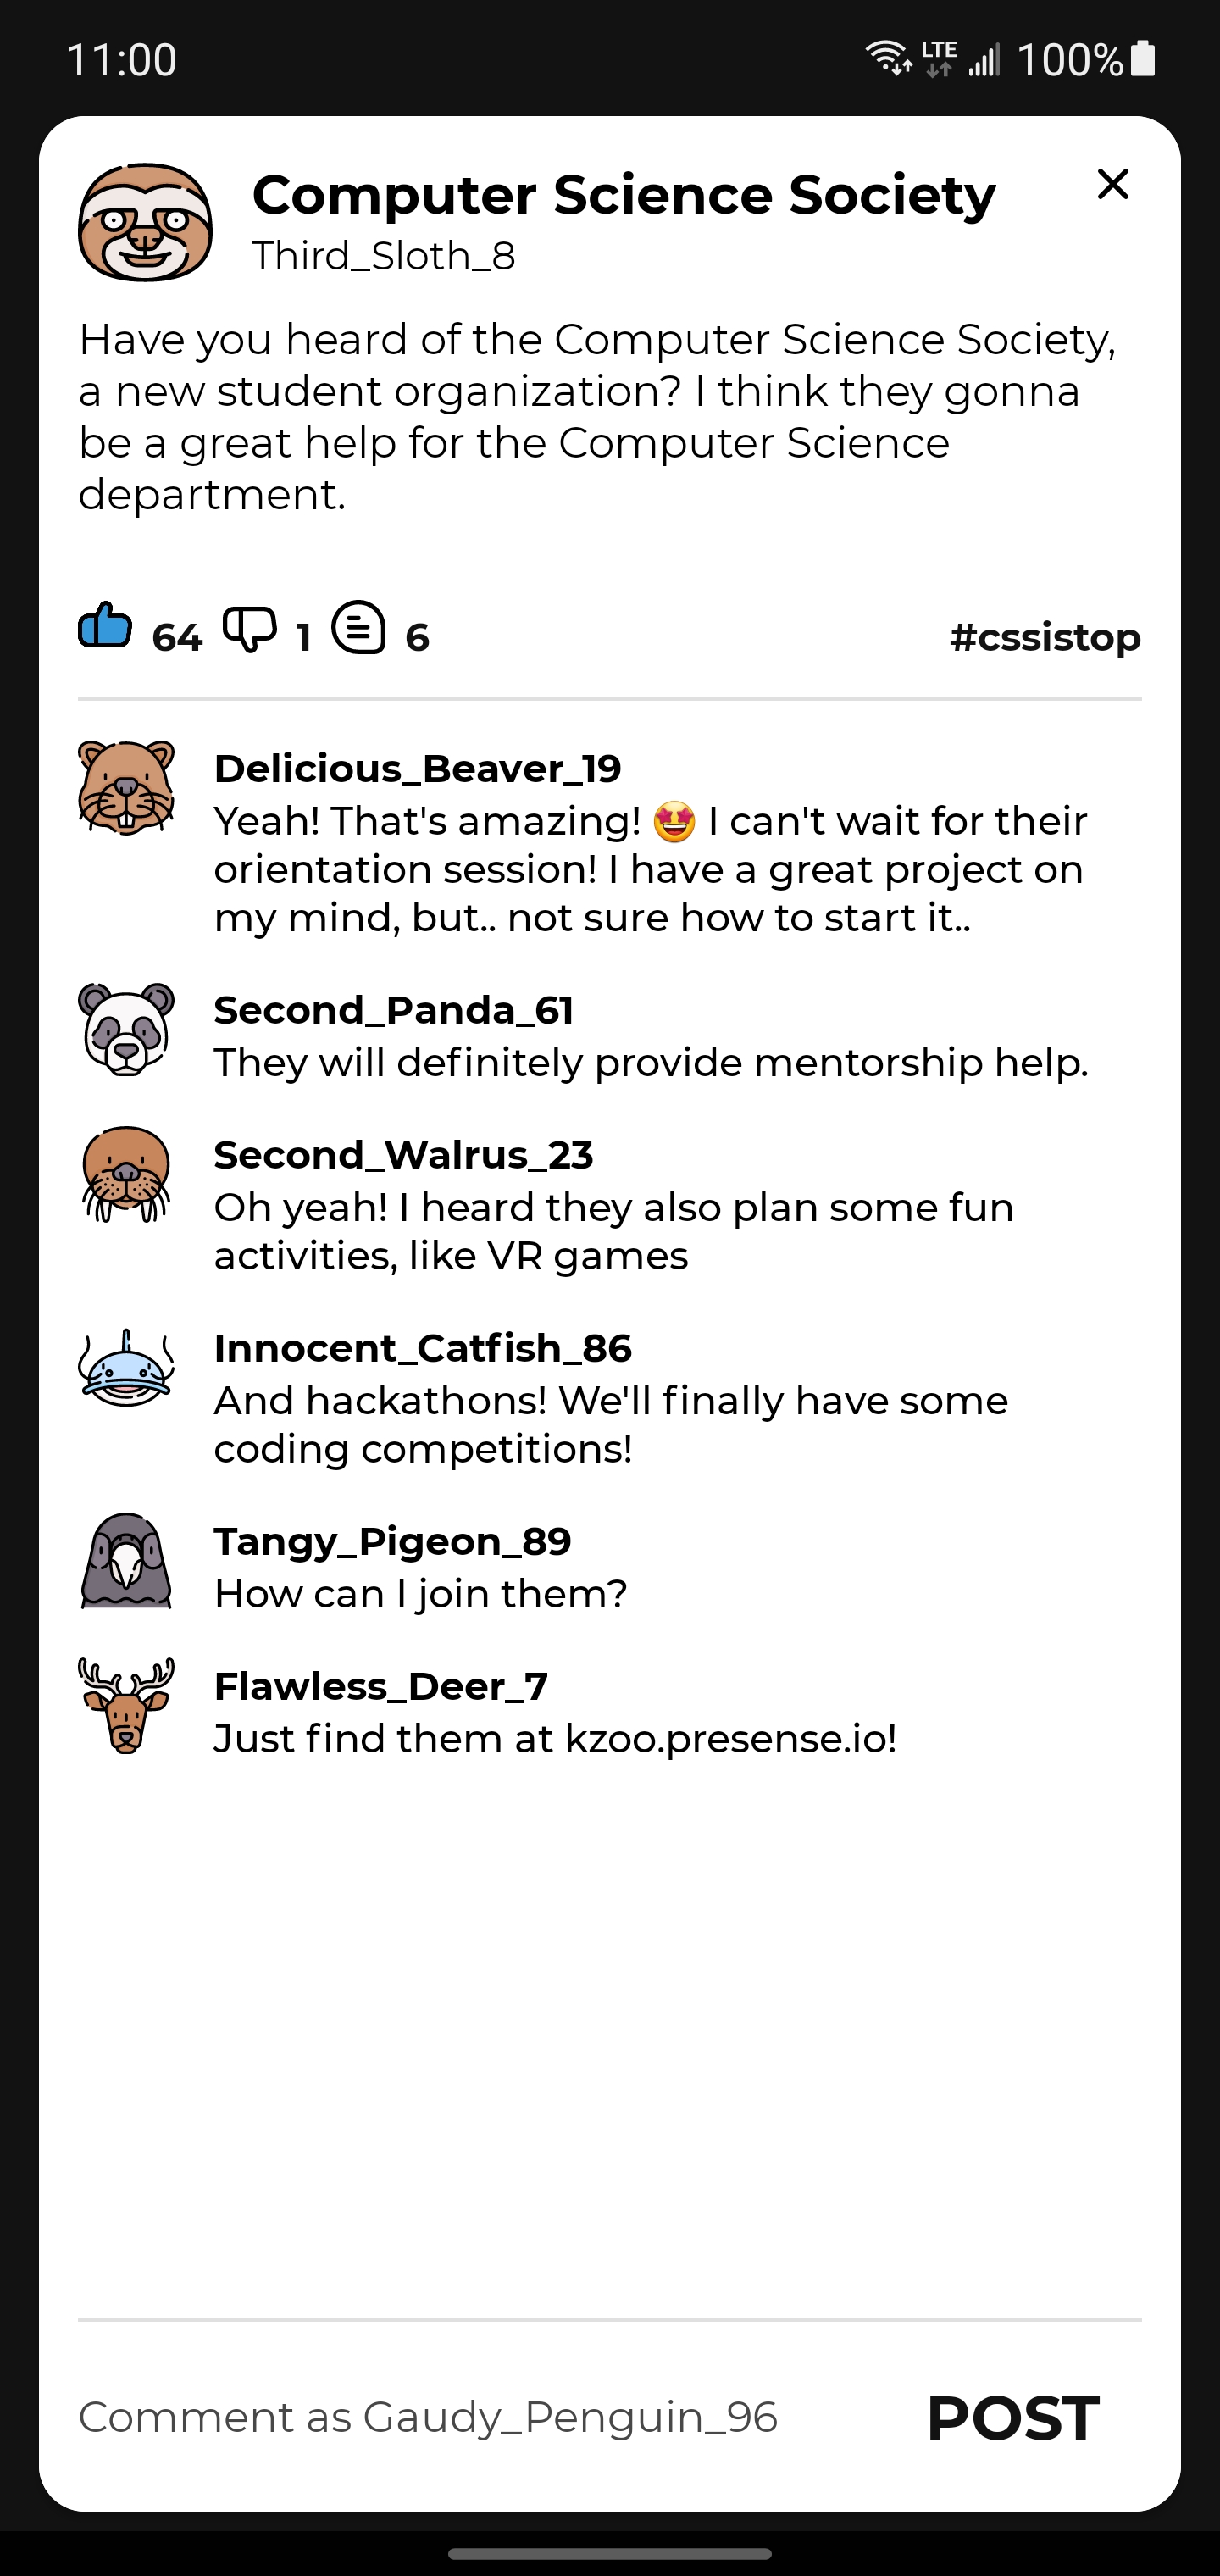 11:00
LTE
100%
Computer Science Society
Third_Sloth_8
Have you heard of the Computer Science Society,
a new student organization? I think they gonna
be a great help for the Computer Science
department.
64 1 6 #cssistop
Delicious_Beaver_19
Yeah! That's amazing! 🤩 I can't wait for their
orientation session! I have a great project on
my mind, but.. not sure how to start it..
Second_Panda_61
They will definitely provide mentorship help.
Second_Walrus_23
Oh yeah! I heard they also plan some fun
activities, like VR games
Innocent_Catfish_86
And hackathons! We'll finally have some
coding competitions!
Tangy_Pigeon_89
How can I join them?
Flawless_Deer_7
Just find them at kzoo.presense.io!
Comment as Gaudy_Penguin_96
POST